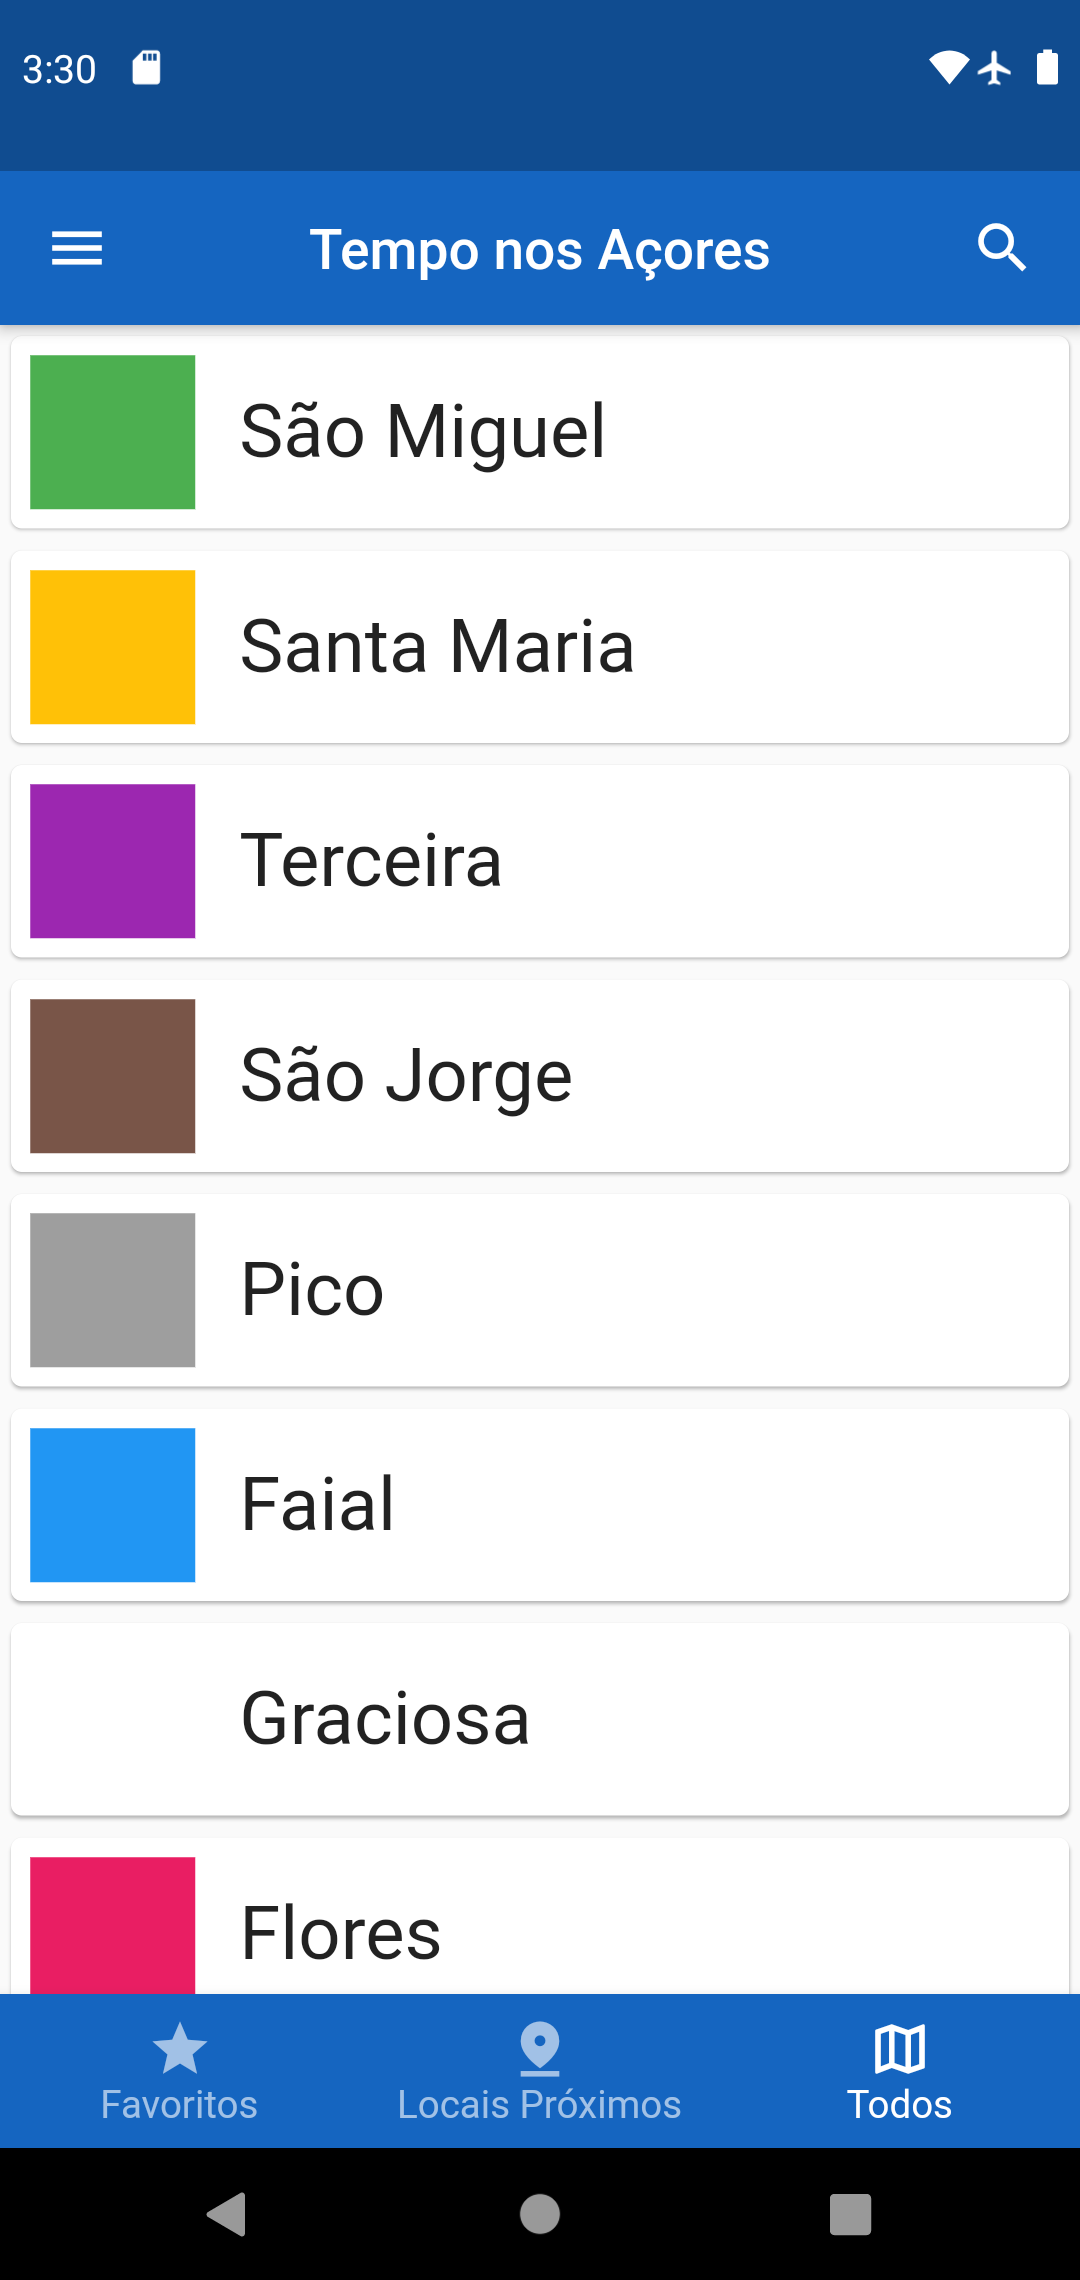 3:30
Tempo nos Açores
São Miguel
Santa Maria
Terceira
São Jorge
Pico
Faial
Graciosa
Flores
Favoritos
Locais Próximos
Todos